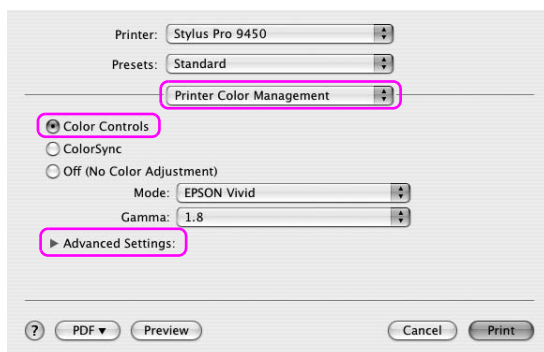 Printer: Stylus Pro 9450
Presets: Standard
Printer Color Management
Color Controls
ColorSync
Off (No Color Adjustment)
Mode: EPSON Vivid
Gamma: 1.8
▶ Advanced Settings:
? PDF ▼ Preview Cancel Print